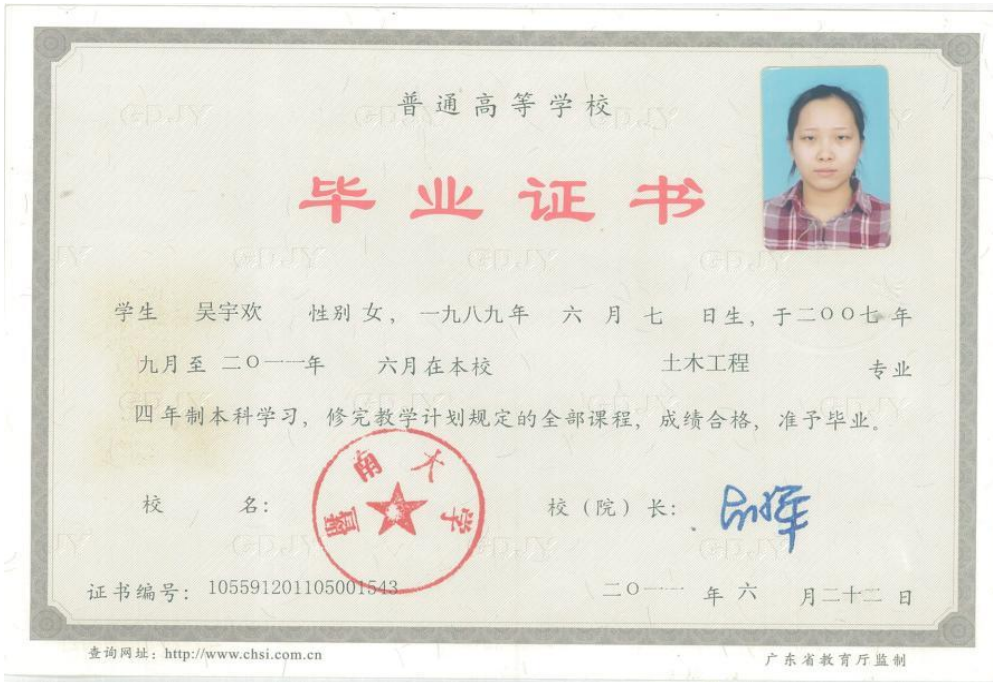 普通高等学校
毕业证书
学生 吴宇欢 性别 女，一九八九年 六 月 七 日生，于二〇〇七年
九月至 二〇一一年 六月在本校 土木工程 专业
四年制本科学习，修完教学计划规定的全部课程，成绩合格，准予毕业。
校 名： 暨南大学 校（院）长：
证书编号： 105591201105001543 二〇一一 年 六 月二十二日
查询网址：http://www.chsi.com.cn 广东省教育厅监制
GDJY